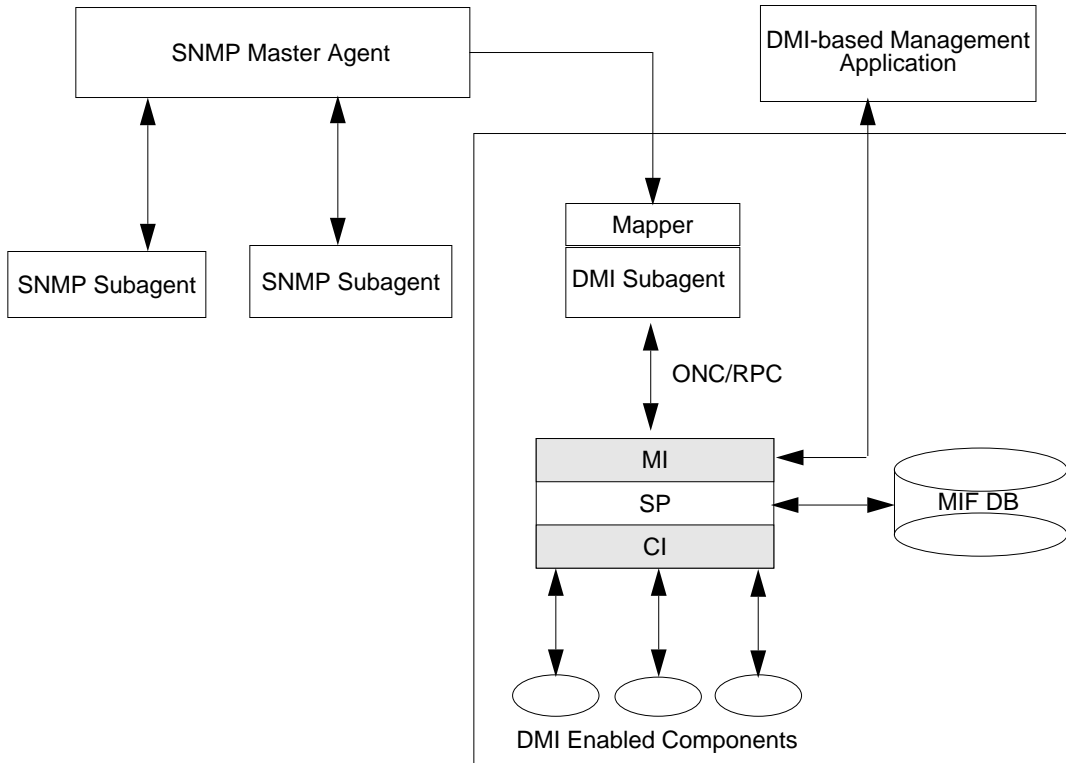 SNMP Master Agent
DMI-based Management
Application
Mapper
DMI Subagent
SNMP Subagent
SNMP Subagent
ONC/RPC
MI
SP
MIF DB
CI
DMI Enabled Components